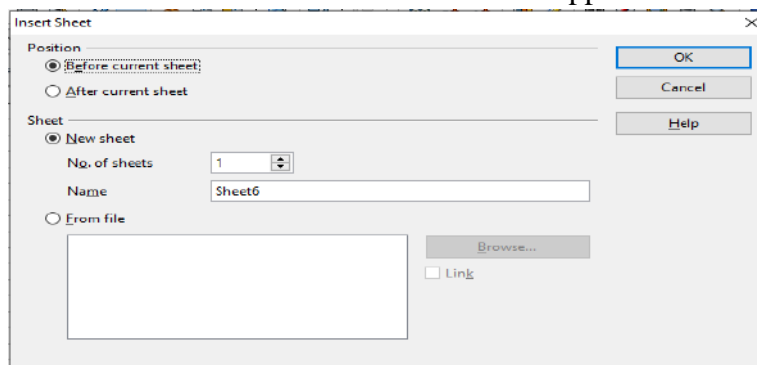 Insert Sheet
Position
Before current sheet
After current sheet
OK
Cancel
Help
Sheet
New sheet
No. of sheets 1
Name Sheet6
From file
Browse...
Link